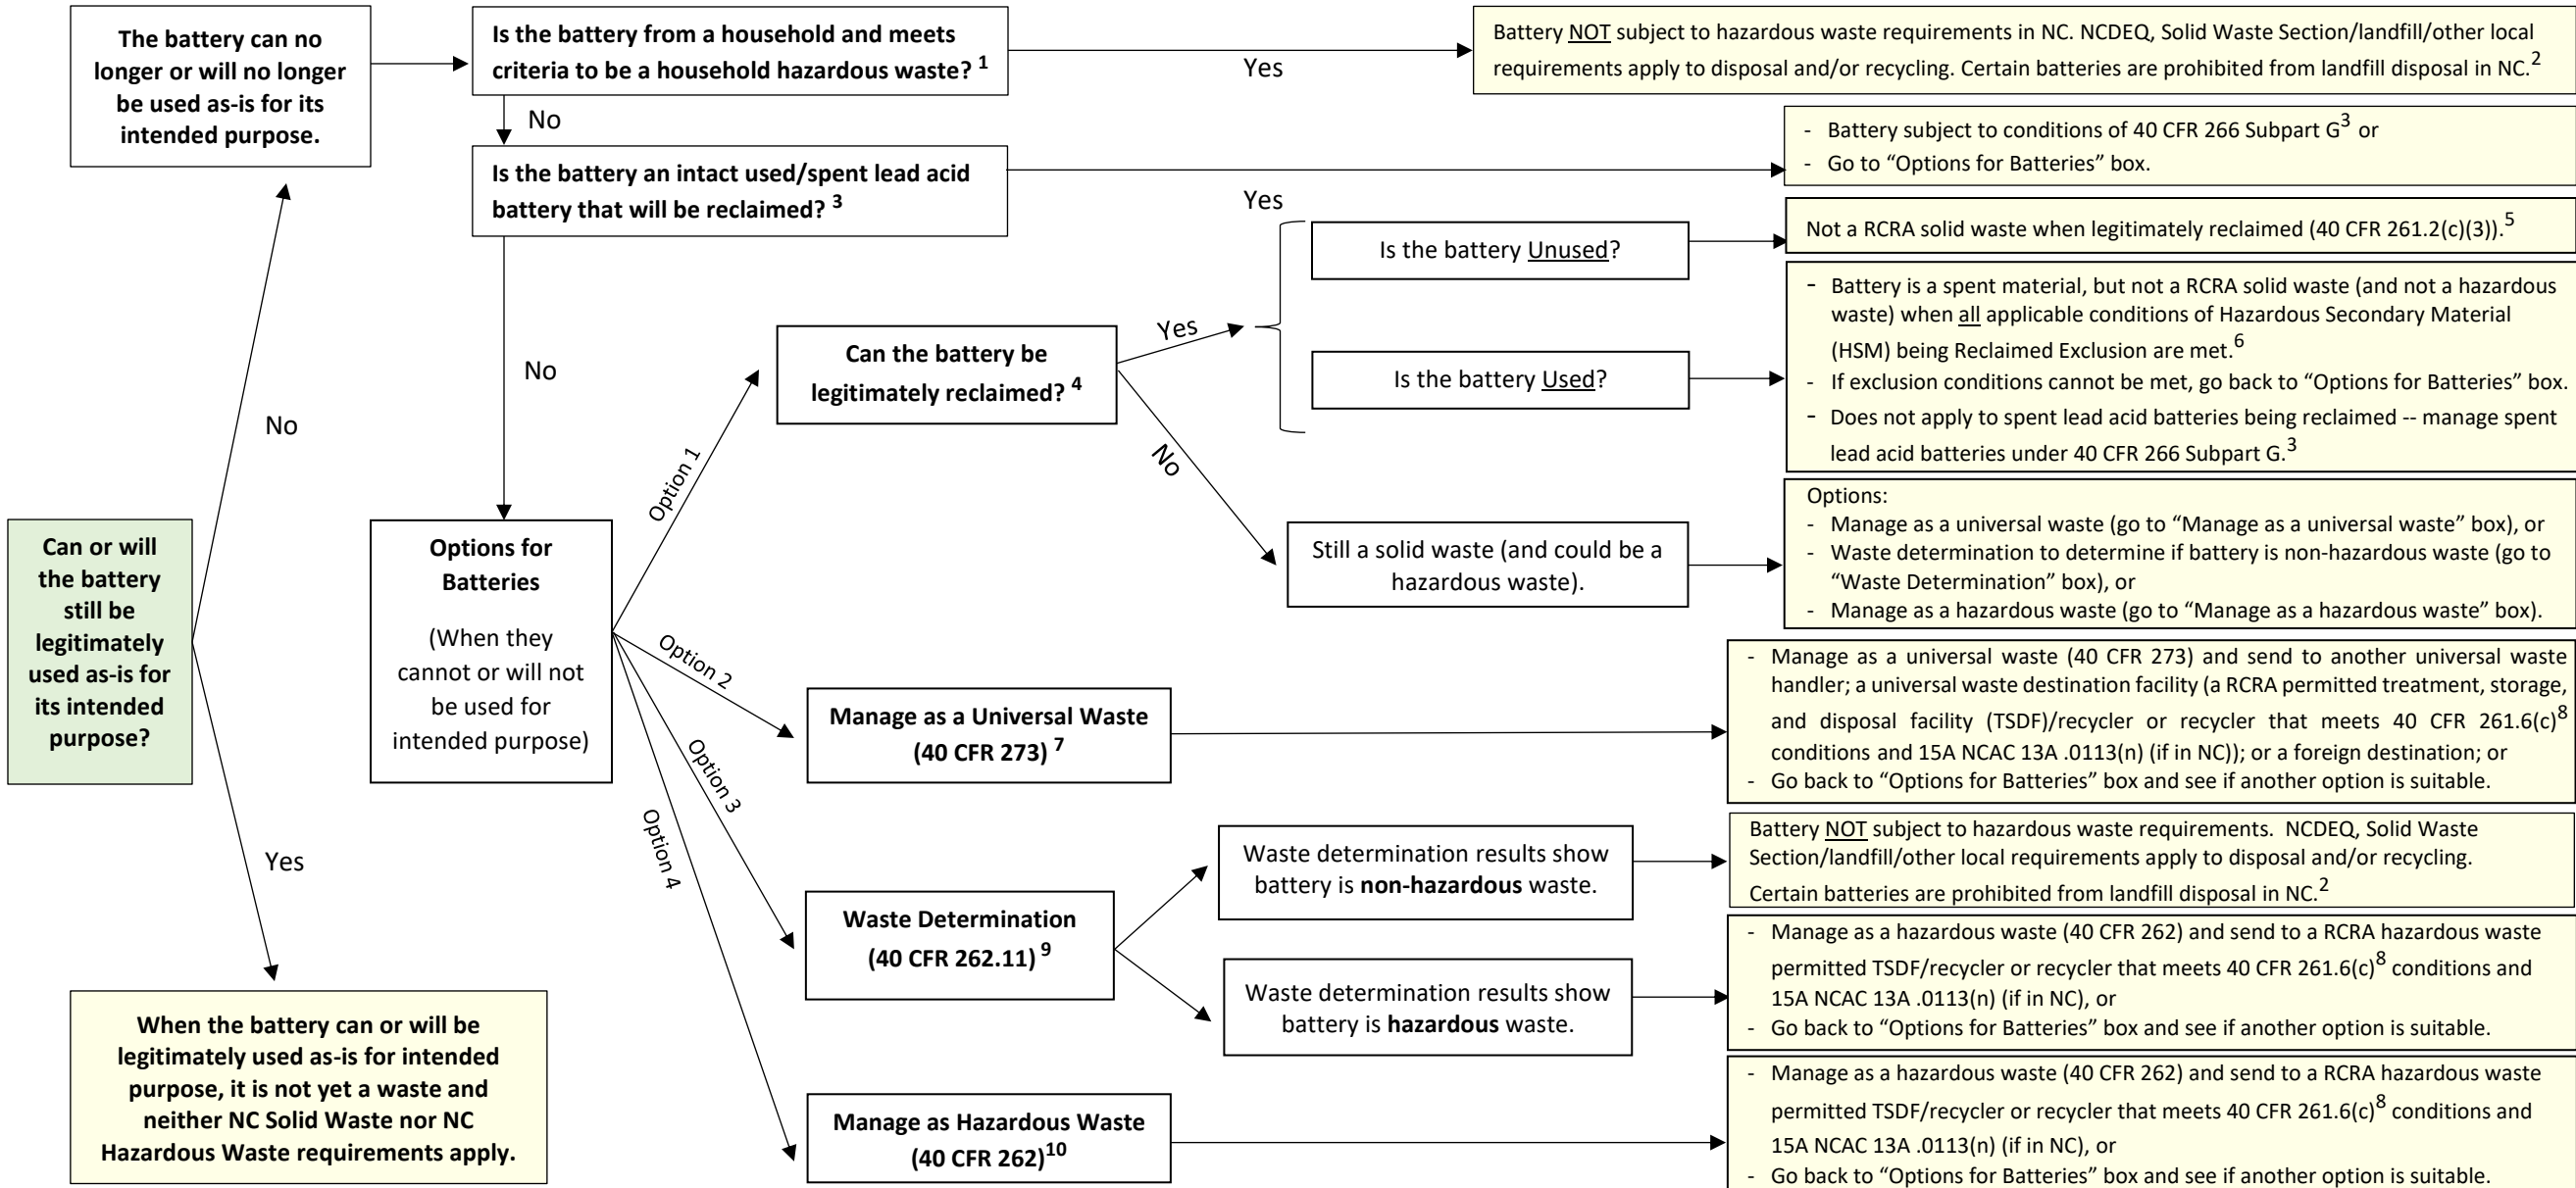 The battery can no
longer or will no longer
be used as-is for its
intended purpose.
Is the battery from a household and meets
criteria to be a household hazardous waste? 1
Yes
Battery NOT subject to hazardous waste requirements in NC. NCDEQ, Solid Waste Section/landfill/other local
requirements apply to disposal and/or recycling. Certain batteries are prohibited from landfill disposal in NC.2
No
Is the battery an intact used/spent lead acid
battery that will be reclaimed? 3
Yes
- Battery subject to conditions of 40 CFR 266 Subpart G3 or
- Go to “Options for Batteries” box.
No
Can or will
the battery
still be
legitimately
used as-is for
its intended
purpose?
No
Yes
When the battery can or will be
legitimately used as-is for intended
purpose, it is not yet a waste and
neither NC Solid Waste nor NC
Hazardous Waste requirements apply.
Options for
Batteries
(When they
cannot or will not
be used for
intended purpose)
Option 1
Can the battery be
legitimately reclaimed? 4
Yes
Is the battery Unused?
Not a RCRA solid waste when legitimately reclaimed (40 CFR 261.2(c)(3)).5
Is the battery Used?
- Battery is a spent material, but not a RCRA solid waste (and not a hazardous
waste) when all applicable conditions of Hazardous Secondary Material
(HSM) being Reclaimed Exclusion are met.6
- If exclusion conditions cannot be met, go back to “Options for Batteries” box.
- Does not apply to spent lead acid batteries being reclaimed -- manage spent
lead acid batteries under 40 CFR 266 Subpart G.3
No
Still a solid waste (and could be a
hazardous waste).
Options:
- Manage as a universal waste (go to “Manage as a universal waste” box), or
- Waste determination to determine if battery is non-hazardous waste (go to
“Waste Determination” box), or
- Manage as a hazardous waste (go to “Manage as a hazardous waste” box).
Option 2
Manage as a Universal Waste
(40 CFR 273) 7
- Manage as a universal waste (40 CFR 273) and send to another universal waste
handler; a universal waste destination facility (a RCRA permitted treatment, storage,
and disposal facility (TSDF)/recycler or recycler that meets 40 CFR 261.6(c)8
conditions and 15A NCAC 13A .0113(n) (if in NC)); or a foreign destination; or
- Go back to “Options for Batteries” box and see if another option is suitable.
Option 3
Waste Determination
(40 CFR 262.11) 9
Waste determination results show
battery is non-hazardous waste.
Battery NOT subject to hazardous waste requirements. NCDEQ, Solid Waste
Section/landfill/other local requirements apply to disposal and/or recycling.
Certain batteries are prohibited from landfill disposal in NC.2
Waste determination results show
battery is hazardous waste.
- Manage as a hazardous waste (40 CFR 262) and send to a RCRA hazardous waste
permitted TSDF/recycler or recycler that meets 40 CFR 261.6(c)8 conditions and
15A NCAC 13A .0113(n) (if in NC), or
- Go back to “Options for Batteries” box and see if another option is suitable.
Option 4
Manage as Hazardous Waste
(40 CFR 262)10
- Manage as a hazardous waste (40 CFR 262) and send to a RCRA hazardous waste
permitted TSDF/recycler or recycler that meets 40 CFR 261.6(c)8 conditions and
15A NCAC 13A .0113(n) (if in NC), or
- Go back to “Options for Batteries” box and see if another option is suitable.